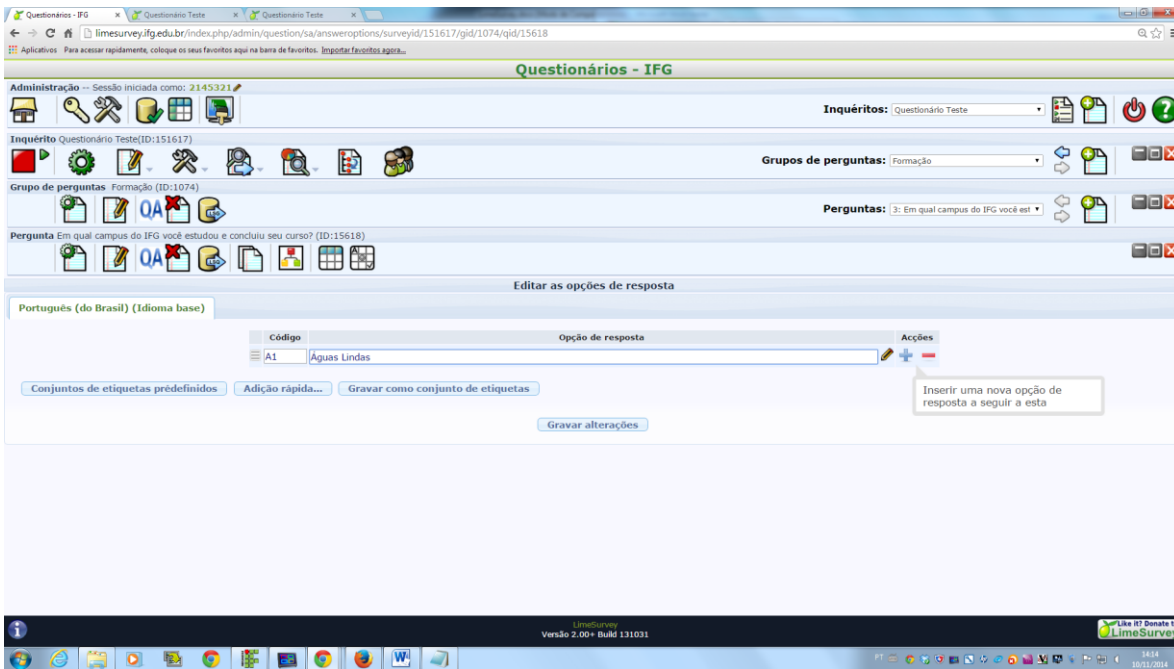 Questionários - IFG
Questionário Teste
Questionário Teste
limesurvey.ifg.edu.br/index.php/admin/question/sa/answeroptions/surveyid/151617/gid/1074/qid/15618
Aplicativos Para acessar rapidamente, coloque os seus favoritos aqui na barra de favoritos. Importar favoritos agora...
Questionários - IFG
Administração -- Sessão iniciada como: 2145321
Inquéritos: Questionário Teste
Inquérito Questionário Teste(ID:151617)
Grupos de perguntas: Formação
Grupo de perguntas Formação (ID:1074)
QA
LSG
Perguntas: 3: Em qual campus do IFG você est
Pergunta Em qual campus do IFG você estudou e concluiu seu curso? (ID:15618)
QA
LSG
Editar as opções de resposta
Português (do Brasil) (Idioma base)
Código Opção de resposta Acções
A1 Águas Lindas
Inserir uma nova opção de
resposta a seguir a esta
Conjuntos de etiquetas prédefinidos Adição rápida... Gravar como conjunto de etiquetas
Gravar alterações
LimeSurvey
Versão 2.00+ Build 131031
Like it? Donate t
LimeSurvey
PT
14:14
10/11/2014